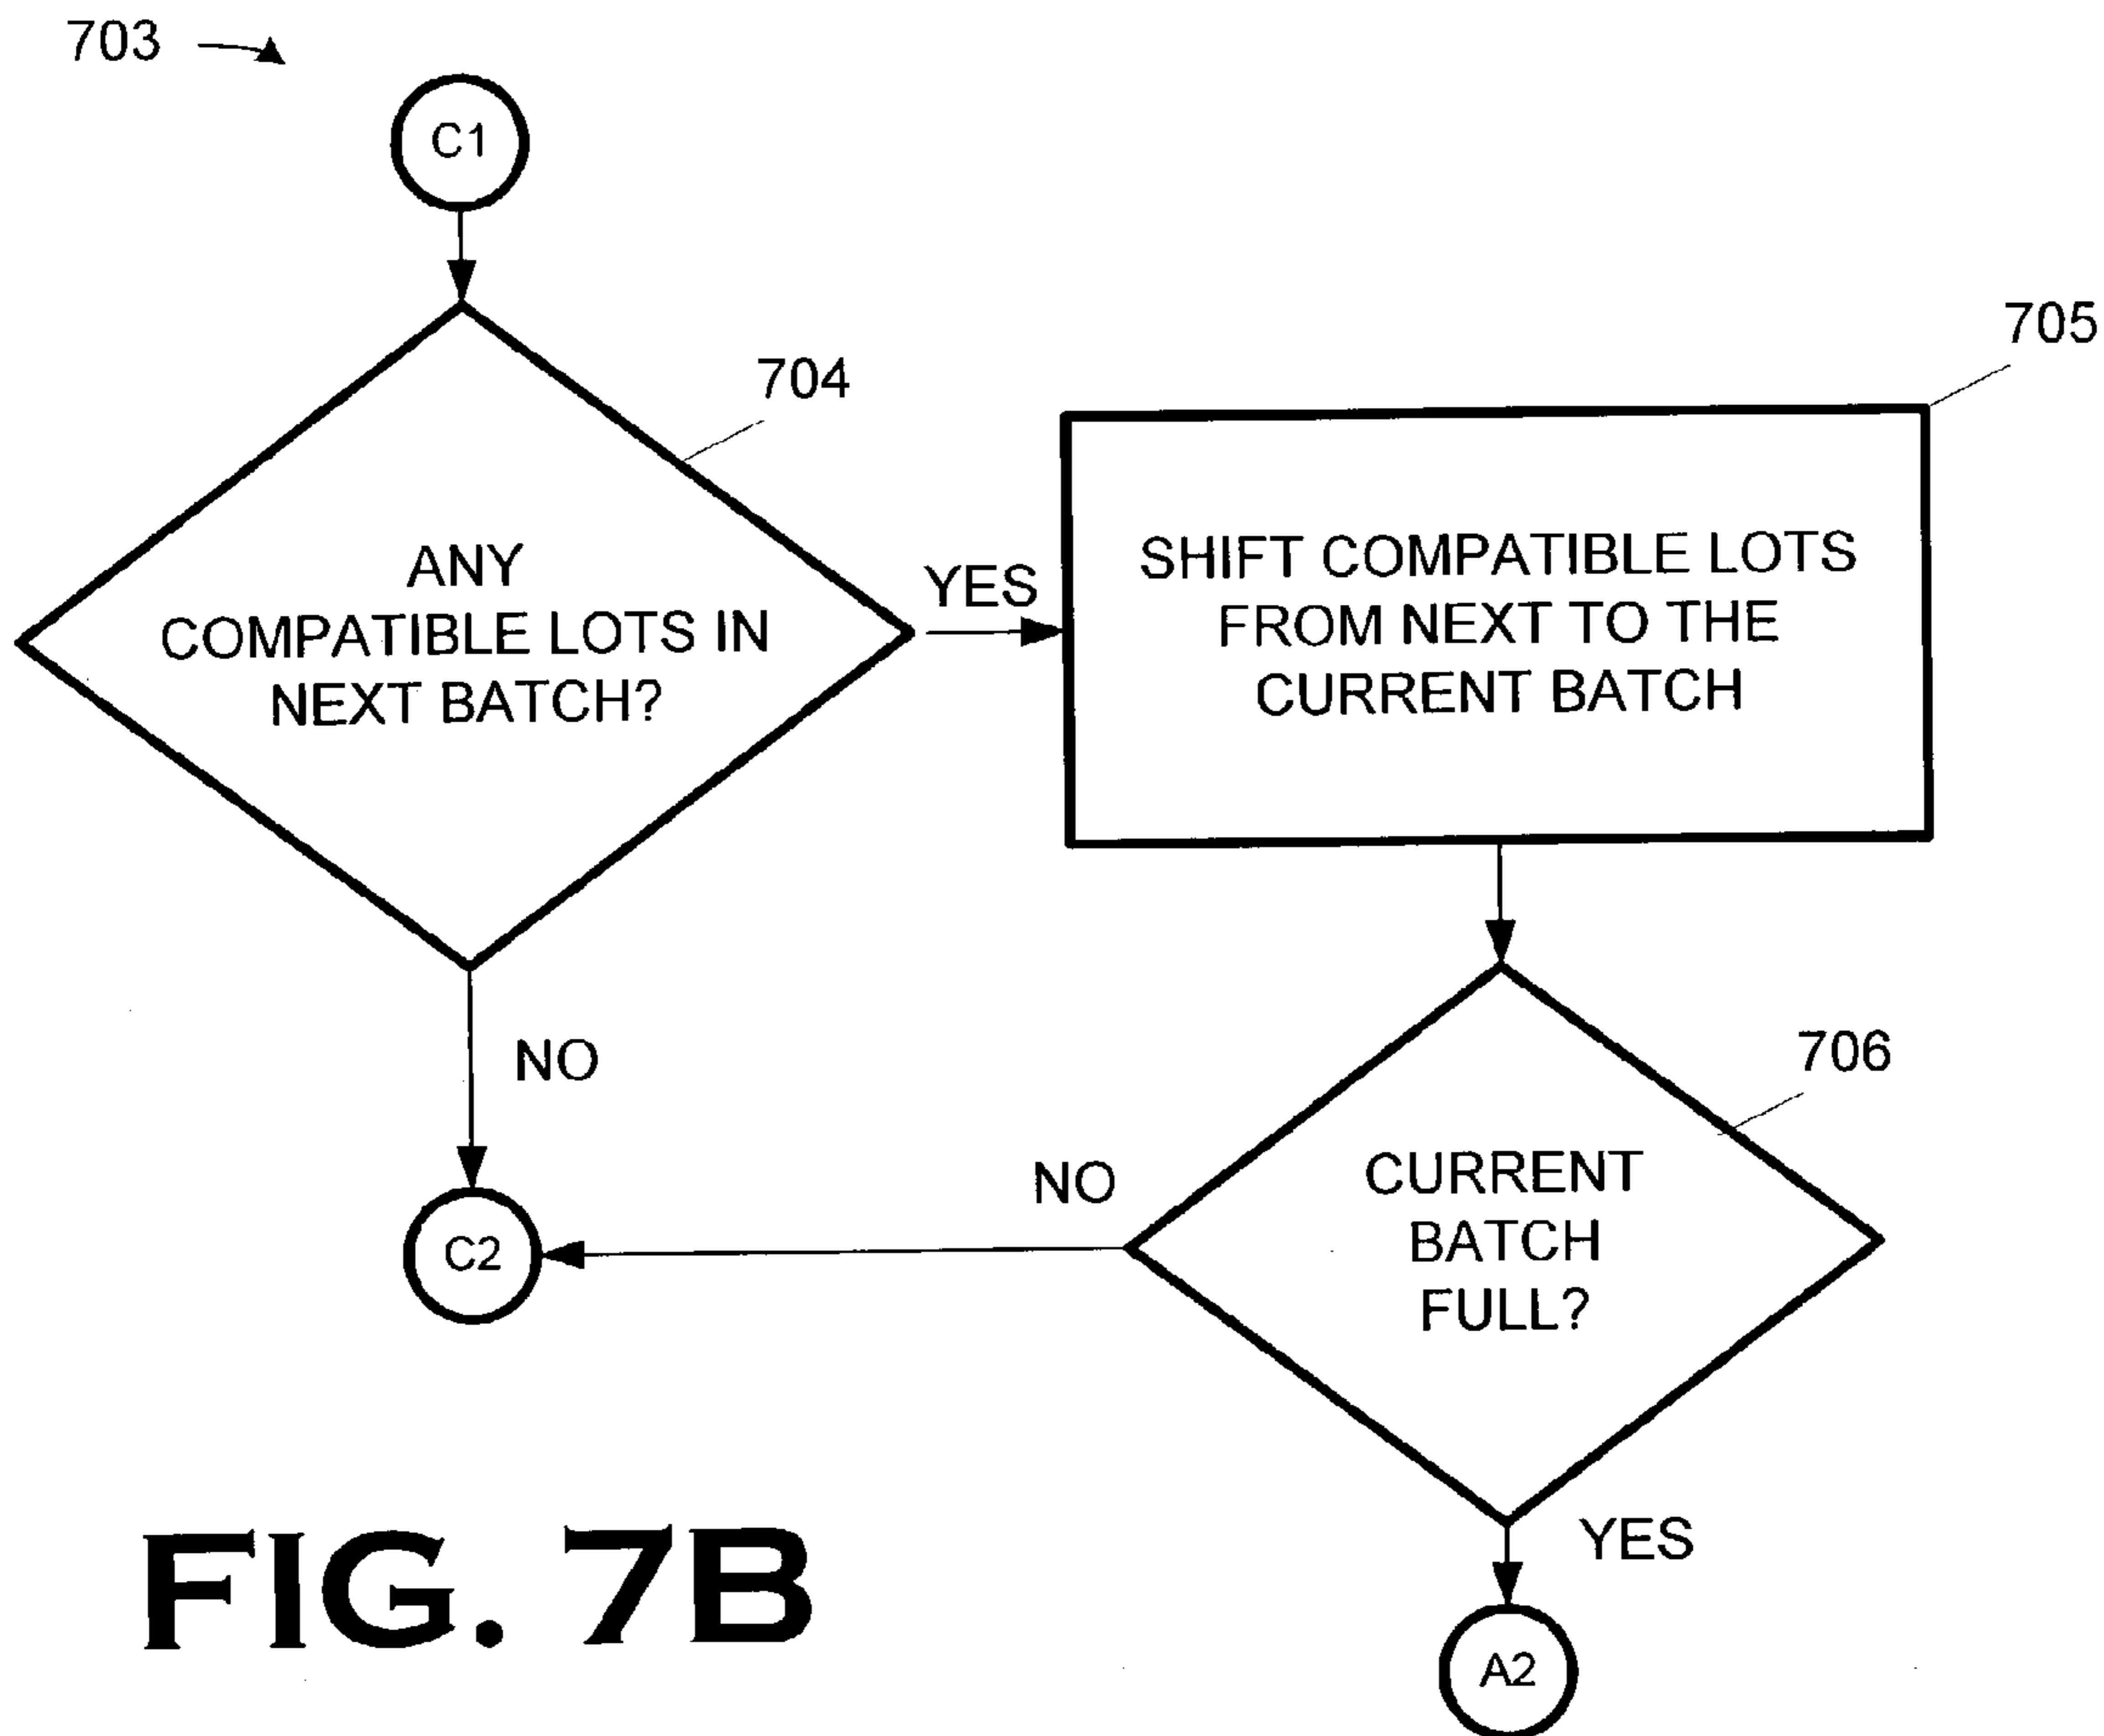 703
C1
704
705
ANY
COMPATIBLE LOTS IN
NEXT BATCH?
YES
SHIFT COMPATIBLE LOTS
FROM NEXT TO THE
CURRENT BATCH
NO
706
NO
CURRENT
BATCH
FULL?
C2
YES
A2
FIG. 7B